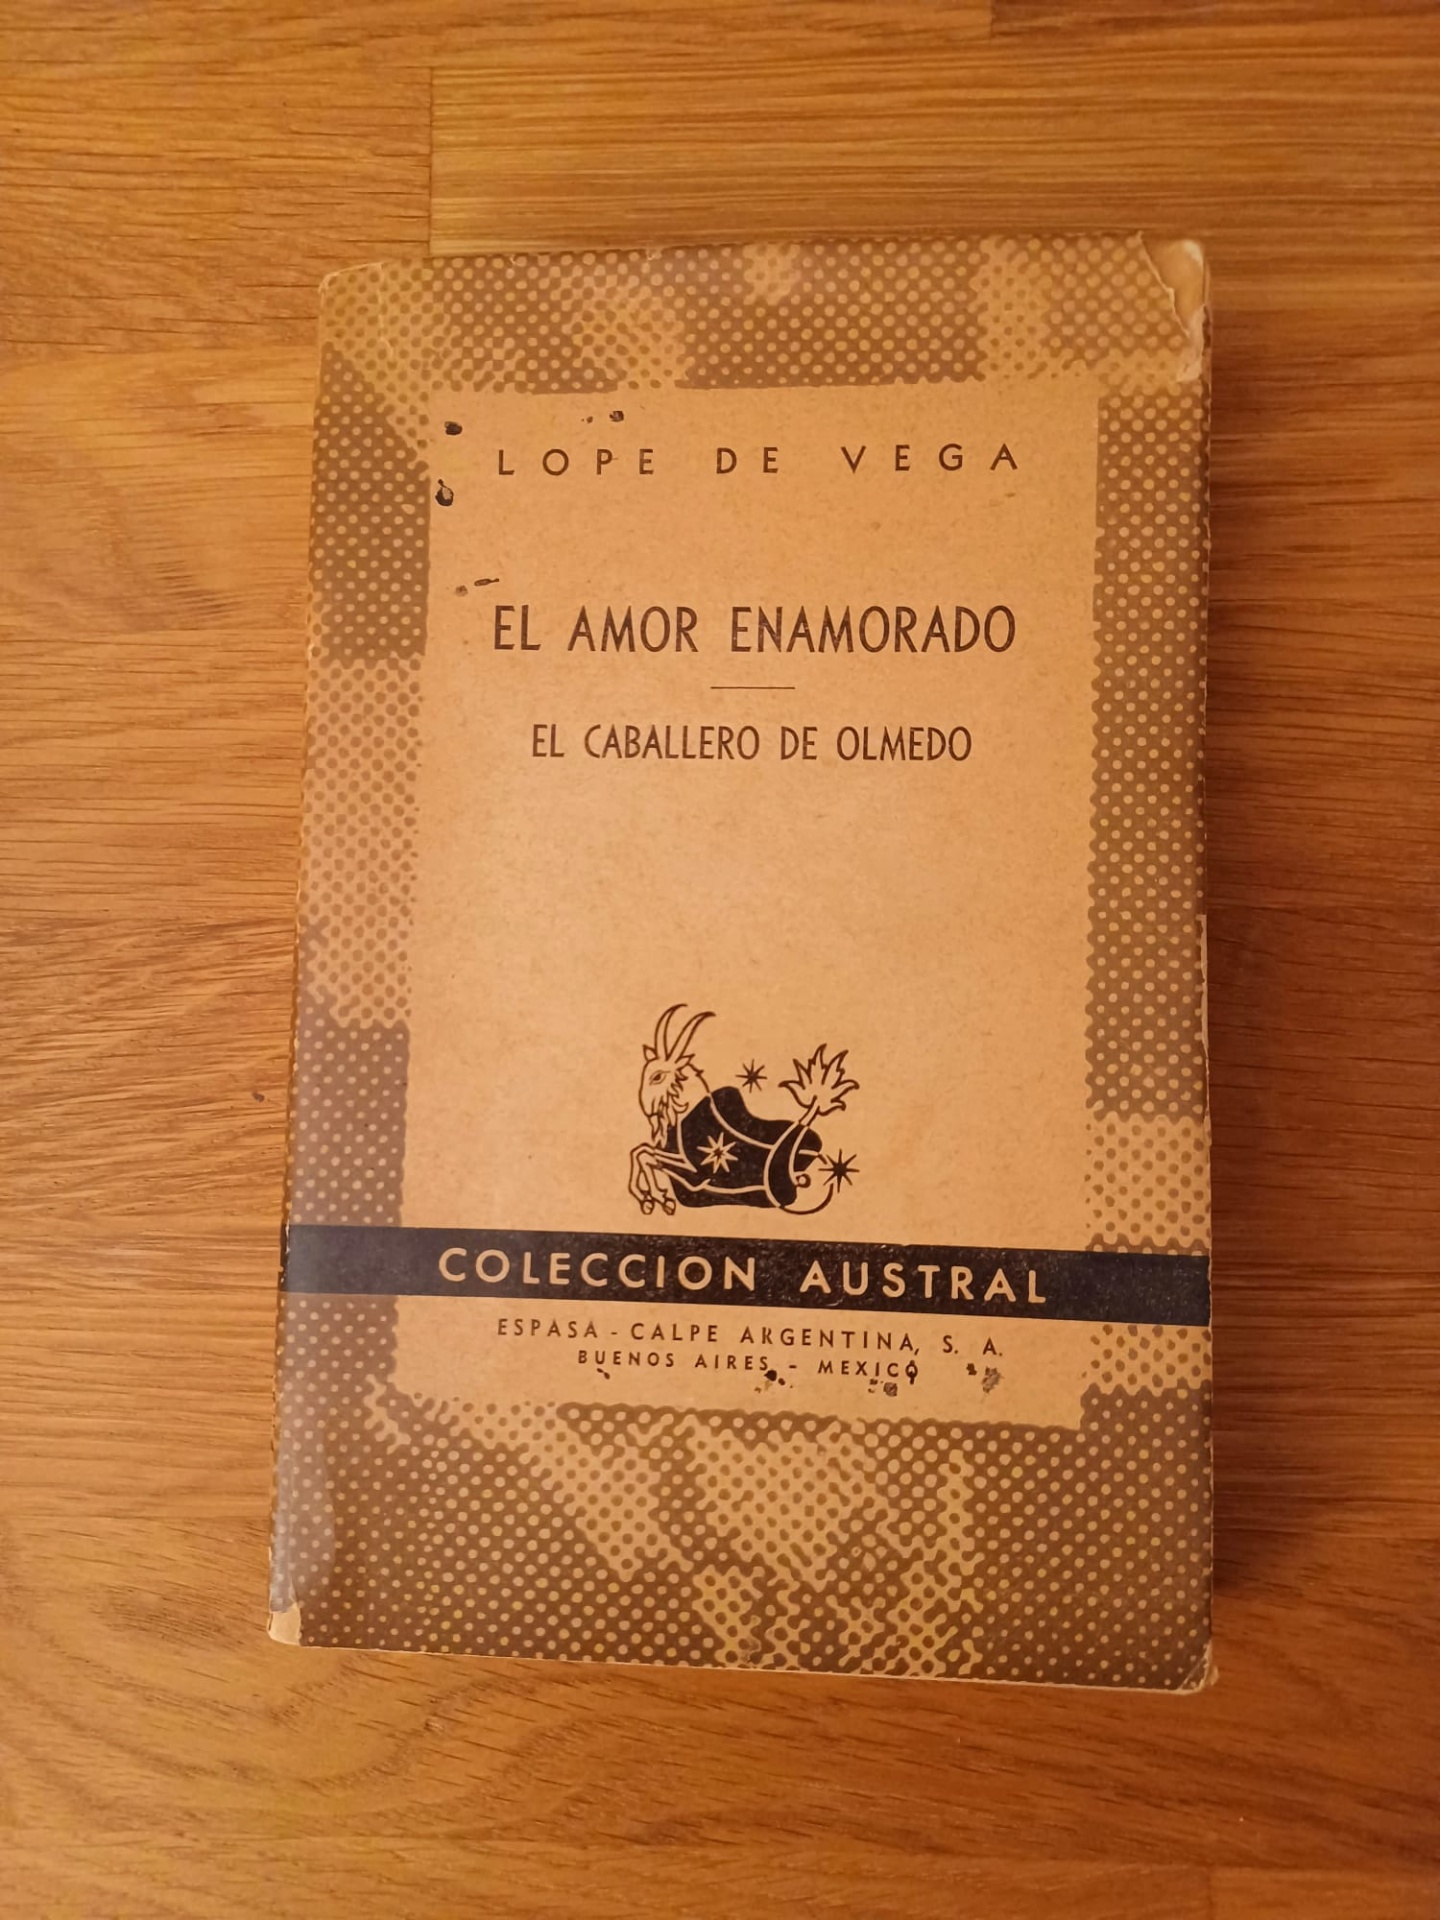 LOPE DE VEGA
EL AMOR ENAMORADO
EL CABALLERO DE OLMEDO
COLECCION AUSTRAL
ESPASA - CALPE ARGENTINA, S. A.
BUENOS AIRES - MEXICO